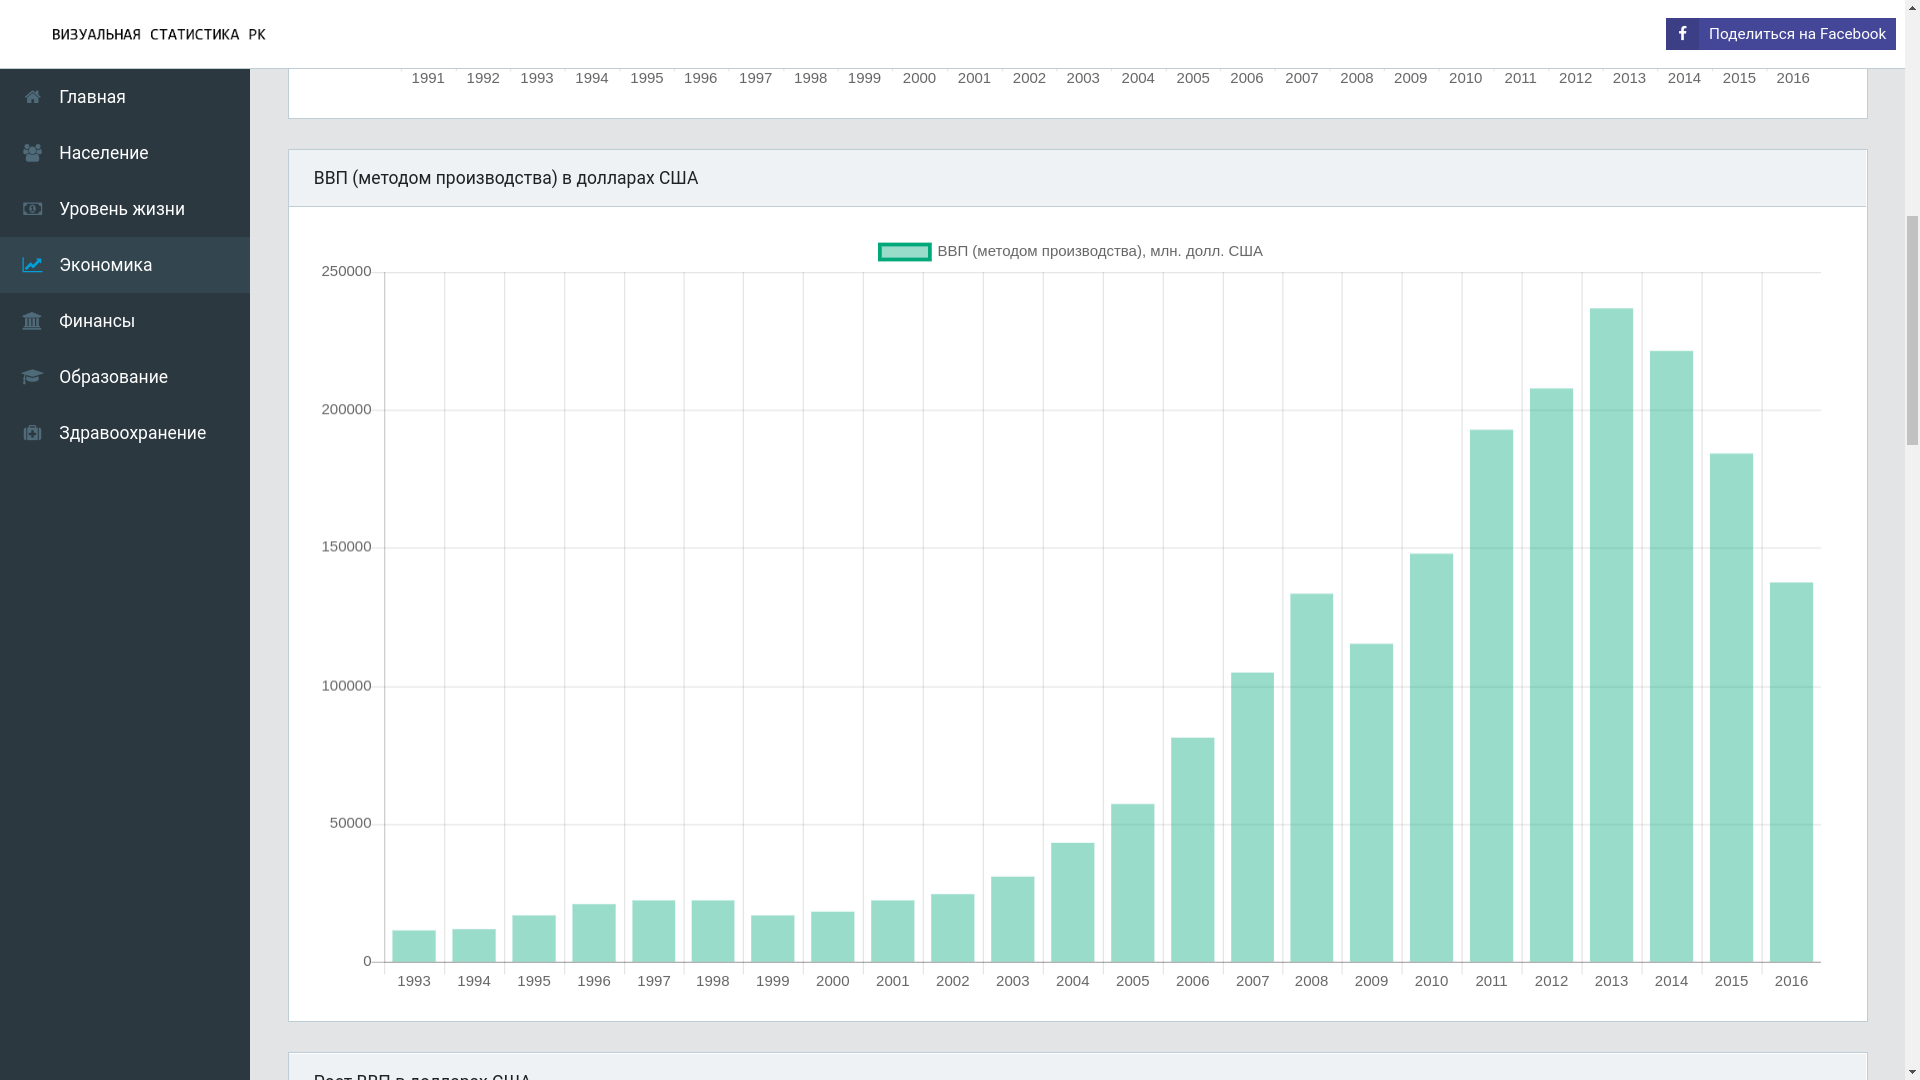 ВИЗУАЛЬНАЯ СТАТИСТИКА РК
Поделиться на Facebook
Главная
Население
Уровень жизни
Экономика
Финансы
Образование
Здравоохранение
1991 1992 1993 1994 1995 1996 1997 1998 1999 2000 2001 2002 2003 2004 2005 2006 2007 2008 2009 2010 2011 2012 2013 2014 2015 2016
ВВП (методом производства) в долларах США
ВВП (методом производства), млн. долл. США
250000
200000
150000
100000
50000
0
1993 1994 1995 1996 1997 1998 1999 2000 2001 2002 2003 2004 2005 2006 2007 2008 2009 2010 2011 2012 2013 2014 2015 2016
Рост ВВП в долларах США